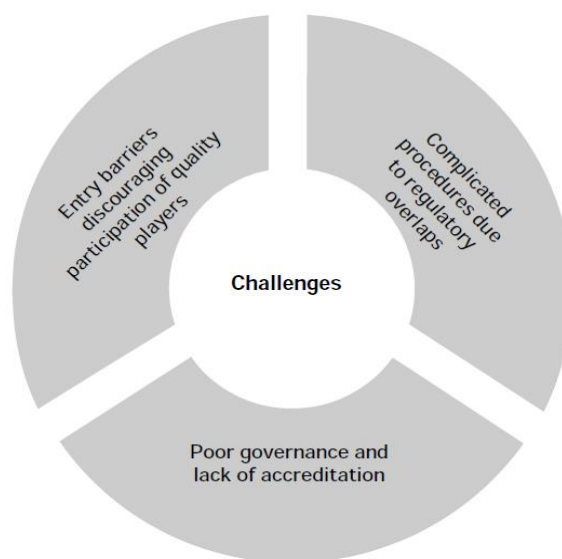 Entry barriers
discouraging
participation of quality
players
Complicated
procedures due
to regulatory
overlaps
Challenges
Poor governance and
lack of accreditation